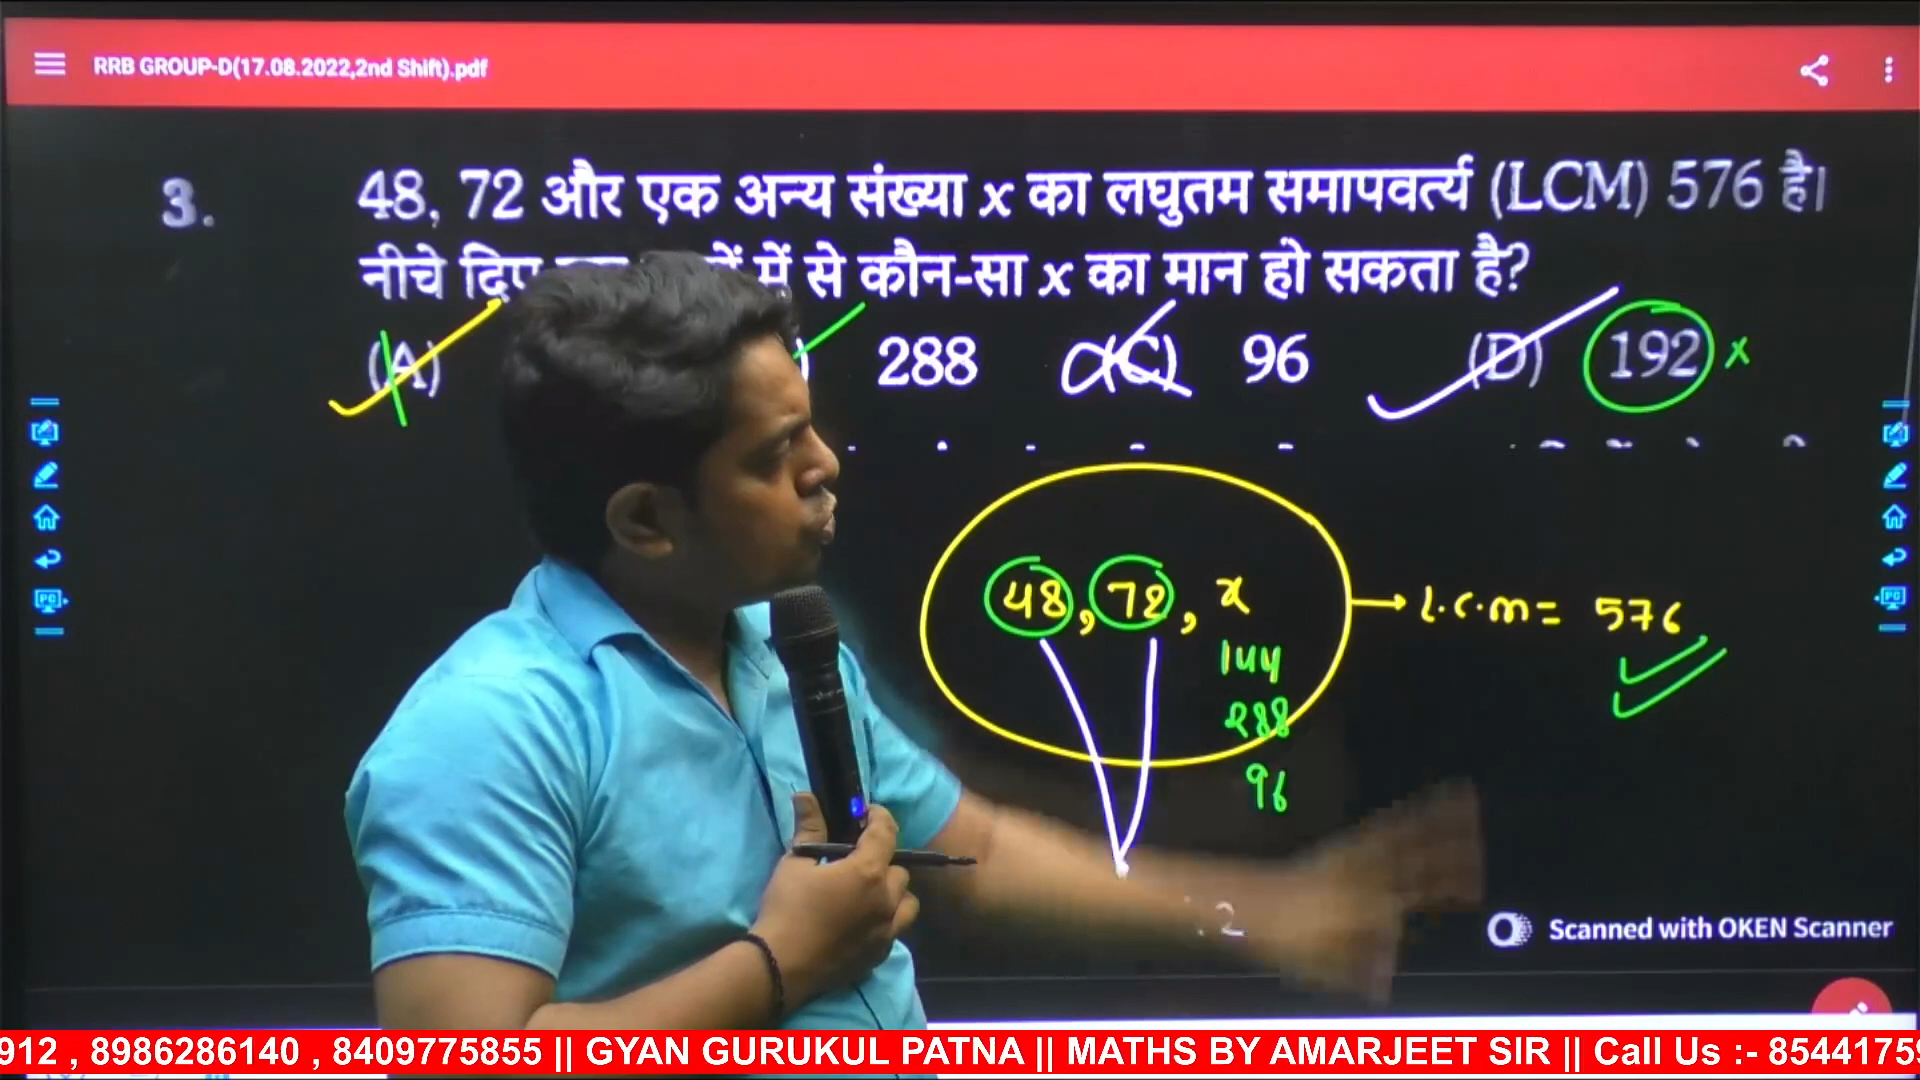 RRB GROUP-D(17.08.2022,2nd Shift).pdf
3. 48, 72 और एक अन्य संख्या x का लघुतम समापवर्त्य (LCM) 576 है।
नीचे दिए में से कौन-सा x का मान हो सकता है?
(A) 288 (C) 96 (D) 192 x
48, 72, x → L.C.M = 576
144
288
96
Scanned with OKEN Scanner
912 , 8986286140 , 8409775855 || GYAN GURUKUL PATNA || MATHS BY AMARJEET SIR || Call Us :- 8544175